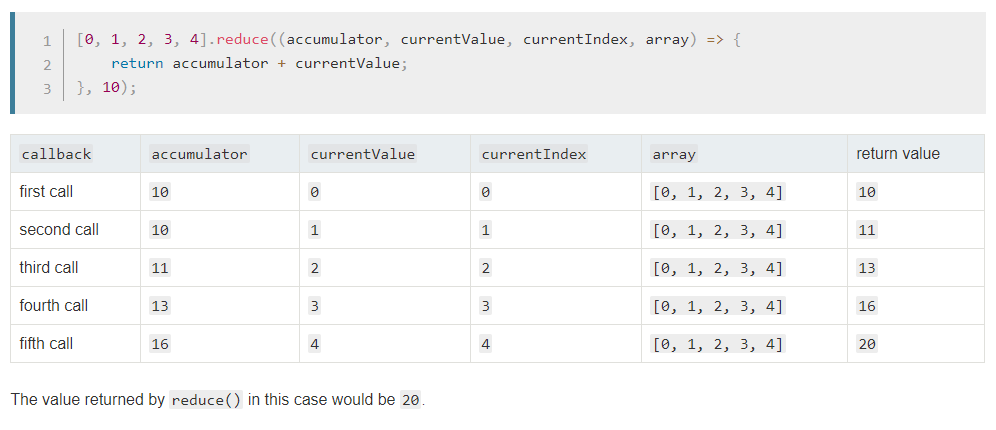 1 [0, 1, 2, 3, 4].reduce((accumulator, currentValue, currentIndex, array) => {
2     return accumulator + currentValue;
3 }, 10);
callback accumulator currentValue currentIndex array return value
first call 10 0 0 [0, 1, 2, 3, 4] 10
second call 10 1 1 [0, 1, 2, 3, 4] 11
third call 11 2 2 [0, 1, 2, 3, 4] 13
fourth call 13 3 3 [0, 1, 2, 3, 4] 16
fifth call 16 4 4 [0, 1, 2, 3, 4] 20
The value returned by reduce() in this case would be 20.